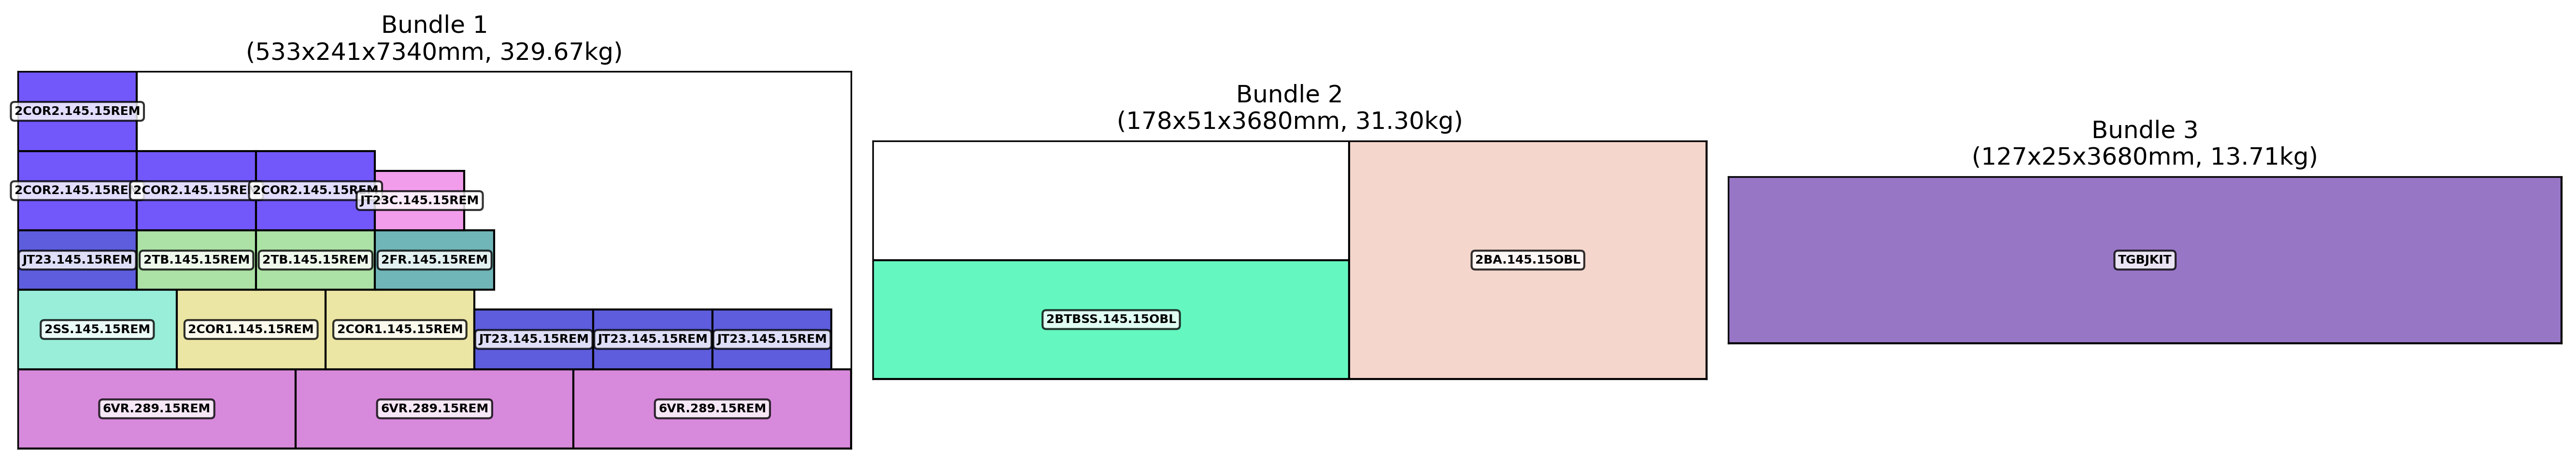 Bundle 1
(533x241x7340mm, 329.67kg)
2COR2.145.15REM
2COR2.145.15REM
2COR2.145.15REM
2COR2.145.15REM
JT23C.145.15REM
JT23.145.15REM
2TB.145.15REM
2TB.145.15REM
2FR.145.15REM
2SS.145.15REM
2COR1.145.15REM
2COR1.145.15REM
JT23.145.15REM
JT23.145.15REM
JT23.145.15REM
6VR.289.15REM
6VR.289.15REM
6VR.289.15REM
Bundle 2
(178x51x3680mm, 31.30kg)
2BTBSS.145.15OBL
2BA.145.15OBL
Bundle 3
(127x25x3680mm, 13.71kg)
TGBJKIT